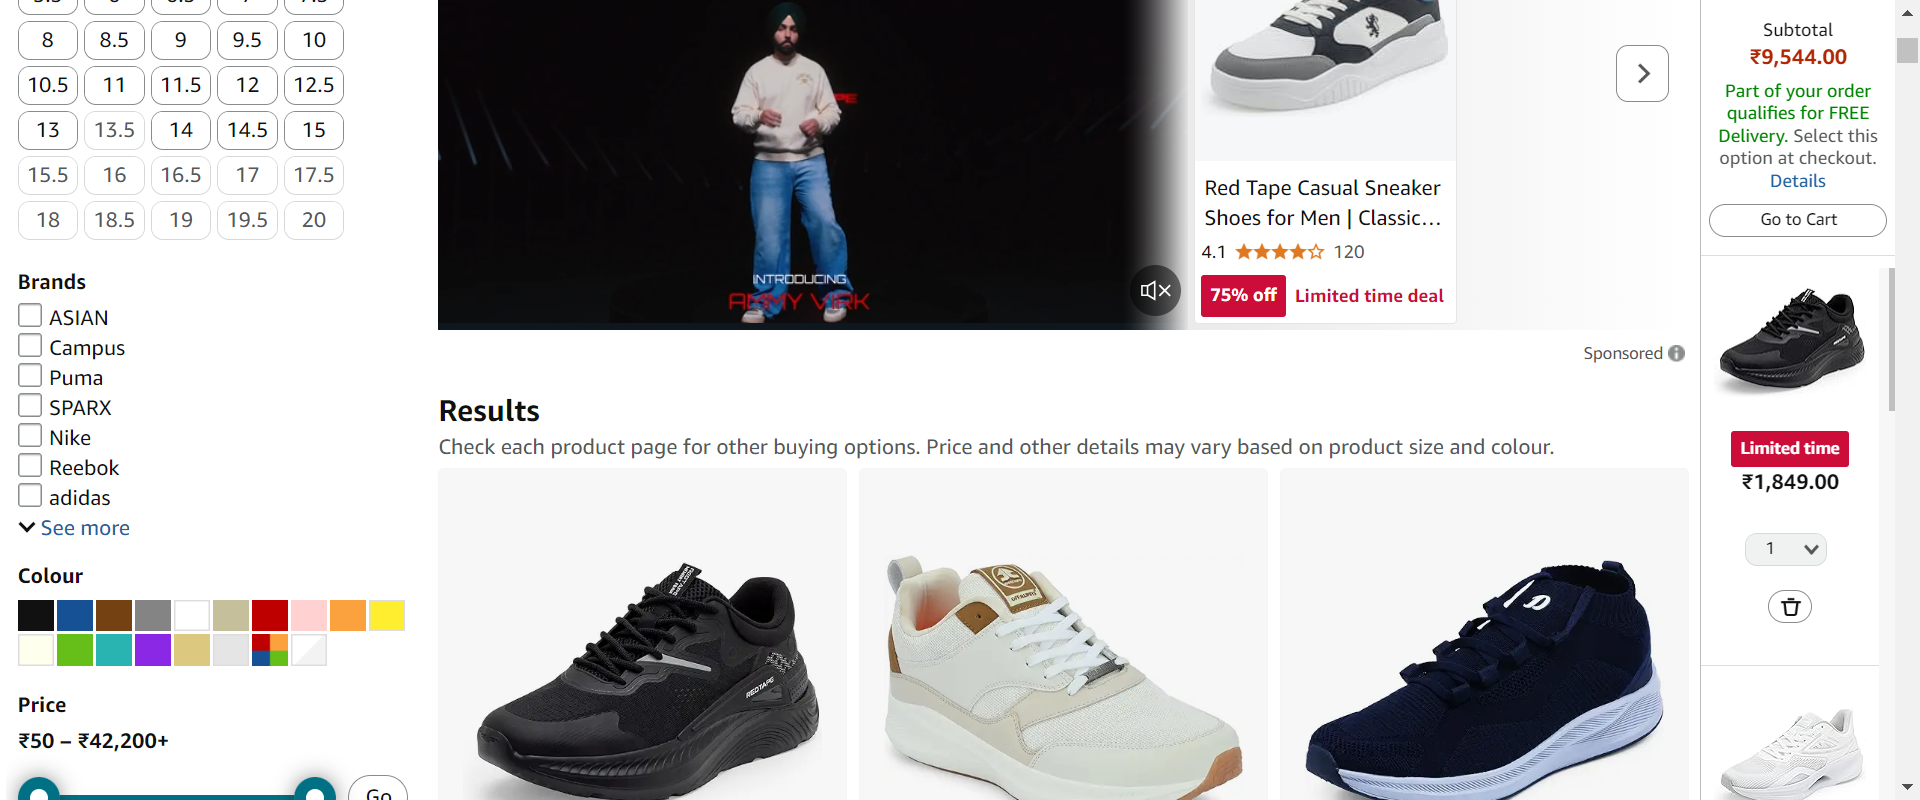 8 8.5 9 9.5 10
10.5 11 11.5 12 12.5
13 13.5 14 14.5 15
15.5 16 16.5 17 17.5
18 18.5 19 19.5 20
Brands
ASIAN
Campus
Puma
SPARX
Nike
Reebok
adidas
See more
Colour
Price
₹50 – ₹42,200+
Go
INTRODUCING
AMMY VIRK
Red Tape Casual Sneaker
Shoes for Men | Classic...
4.1 120
75% off Limited time deal
Sponsored
Results
Check each product page for other buying options. Price and other details may vary based on product size and colour.
REDTAPE
Subtotal
₹9,544.00
Part of your order
qualifies for FREE
Delivery. Select this
option at checkout.
Details
Go to Cart
Limited time
₹1,849.00
1